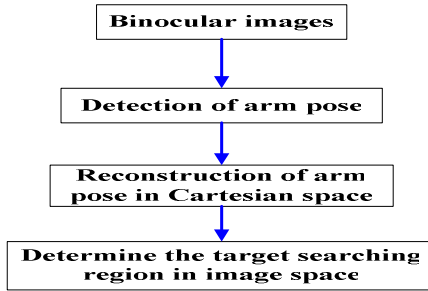 Binocular images
Detection of arm pose
Reconstruction of arm
pose in Cartesian space
Determine the target searching
region in image space